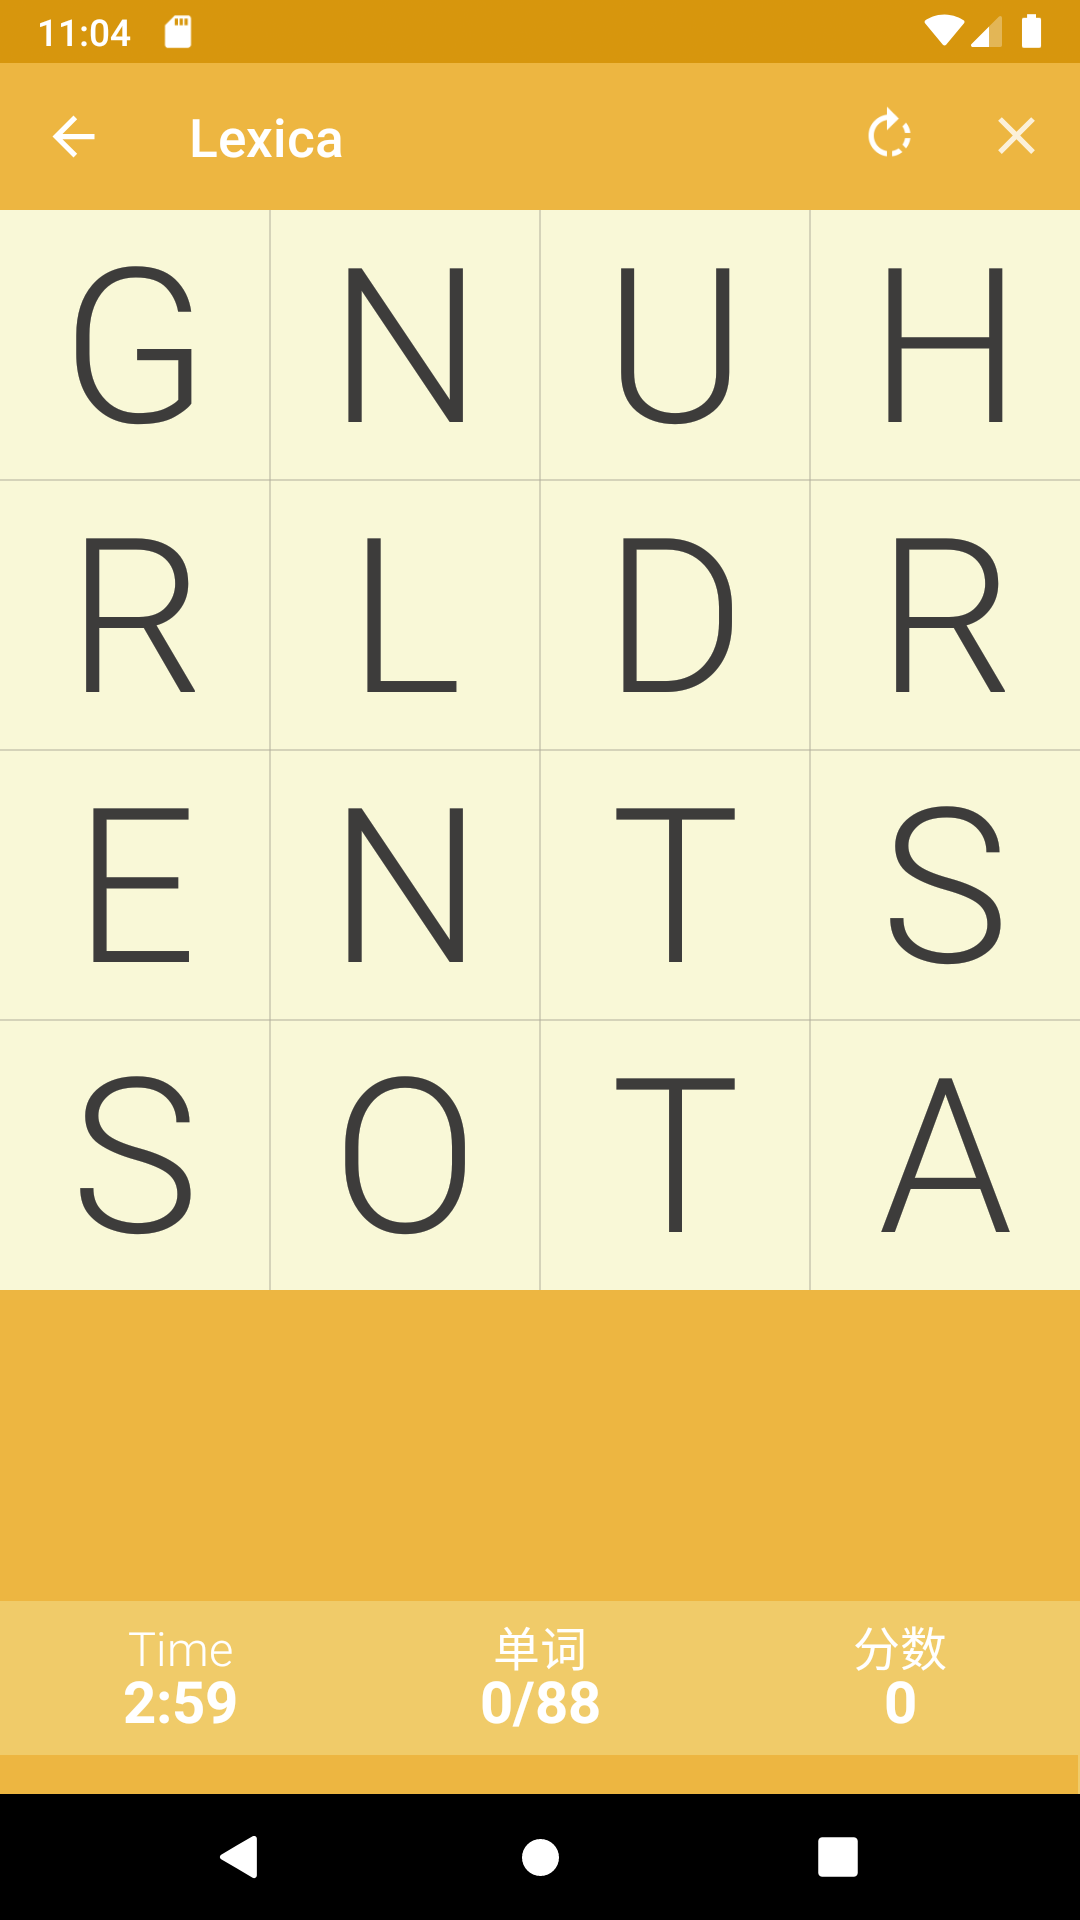 11:04
Lexica
G N U H
R L D R
E N T S
S O T A
Time 单词 分数
2:59 0/88 0